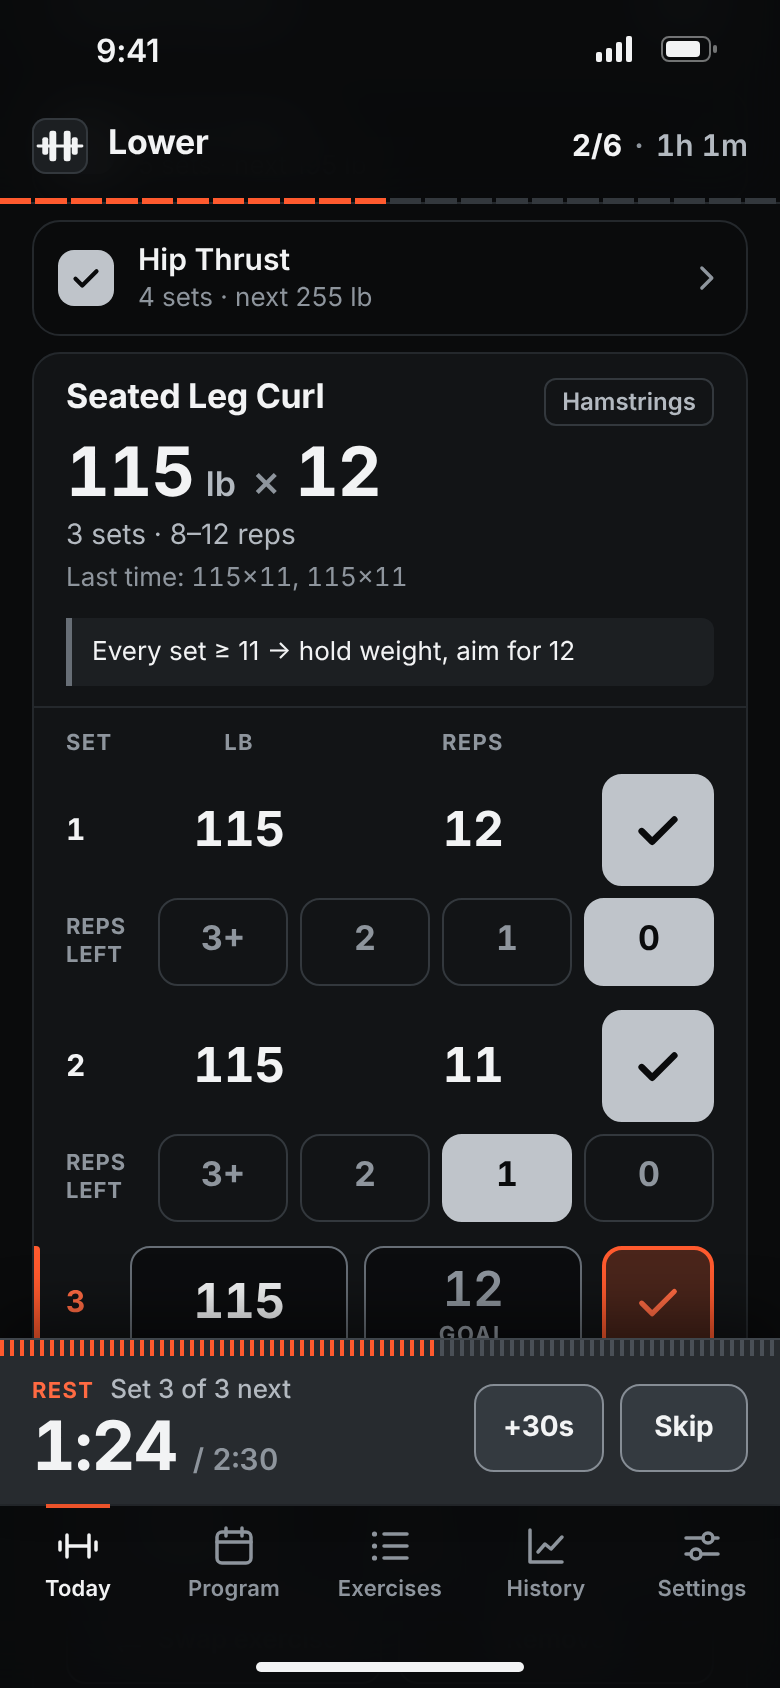 9:41
Lower
2/6 · 1h 1m
Hip Thrust
4 sets · next 255 lb
Seated Leg Curl
Hamstrings
115 lb × 12
3 sets · 8–12 reps
Last time: 115×11, 115×11
Every set ≥ 11 → hold weight, aim for 12
SET LB REPS
1 115 12
REPS LEFT 3+ 2 1 0
2 115 11
REPS LEFT 3+ 2 1 0
3 115 12
GOAL
REST Set 3 of 3 next
1:24 / 2:30
+30s Skip
Today Program Exercises History Settings